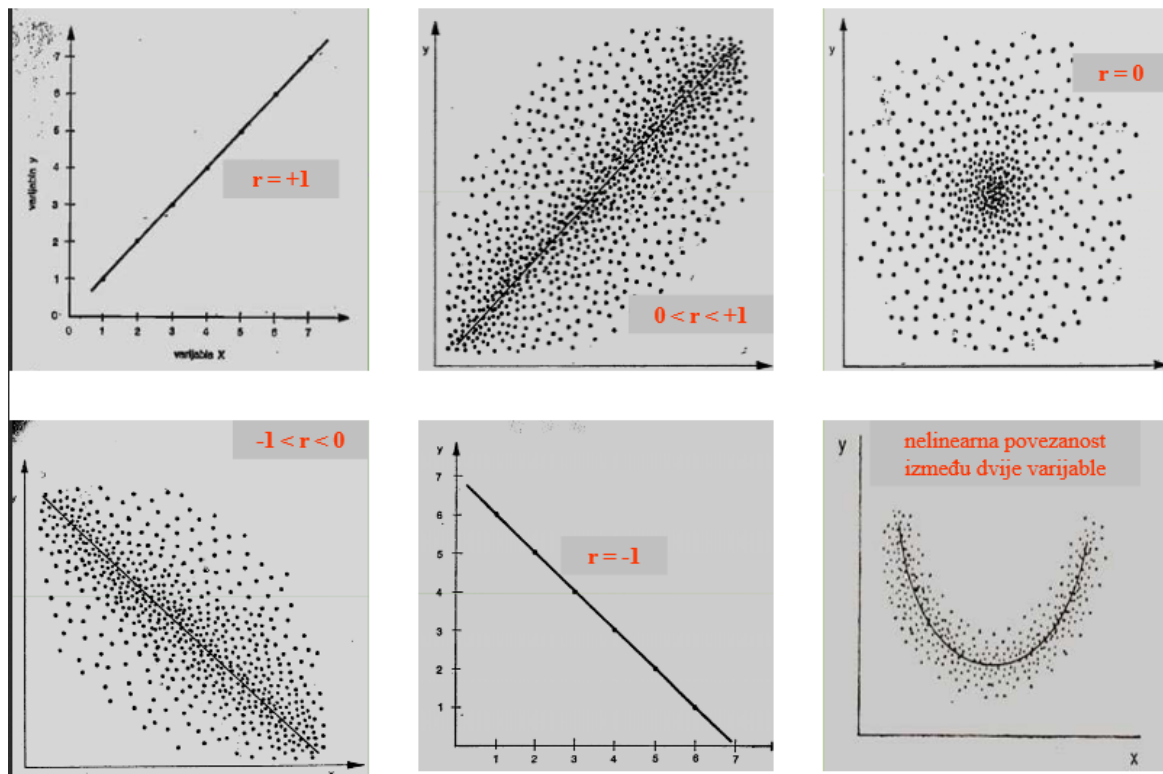 7
6
5
4
3
2
1
0
varijabla y
r = +1
0 1 2 3 4 5 6 7
varijabla X
y
0 < r < +1
y
r = 0
-1 < r < 0
y
7
6
5
4
3
2
1
r = -1
1 2 3 4 5 6 7
y
nelinearna povezanost
između dvije varijable
x